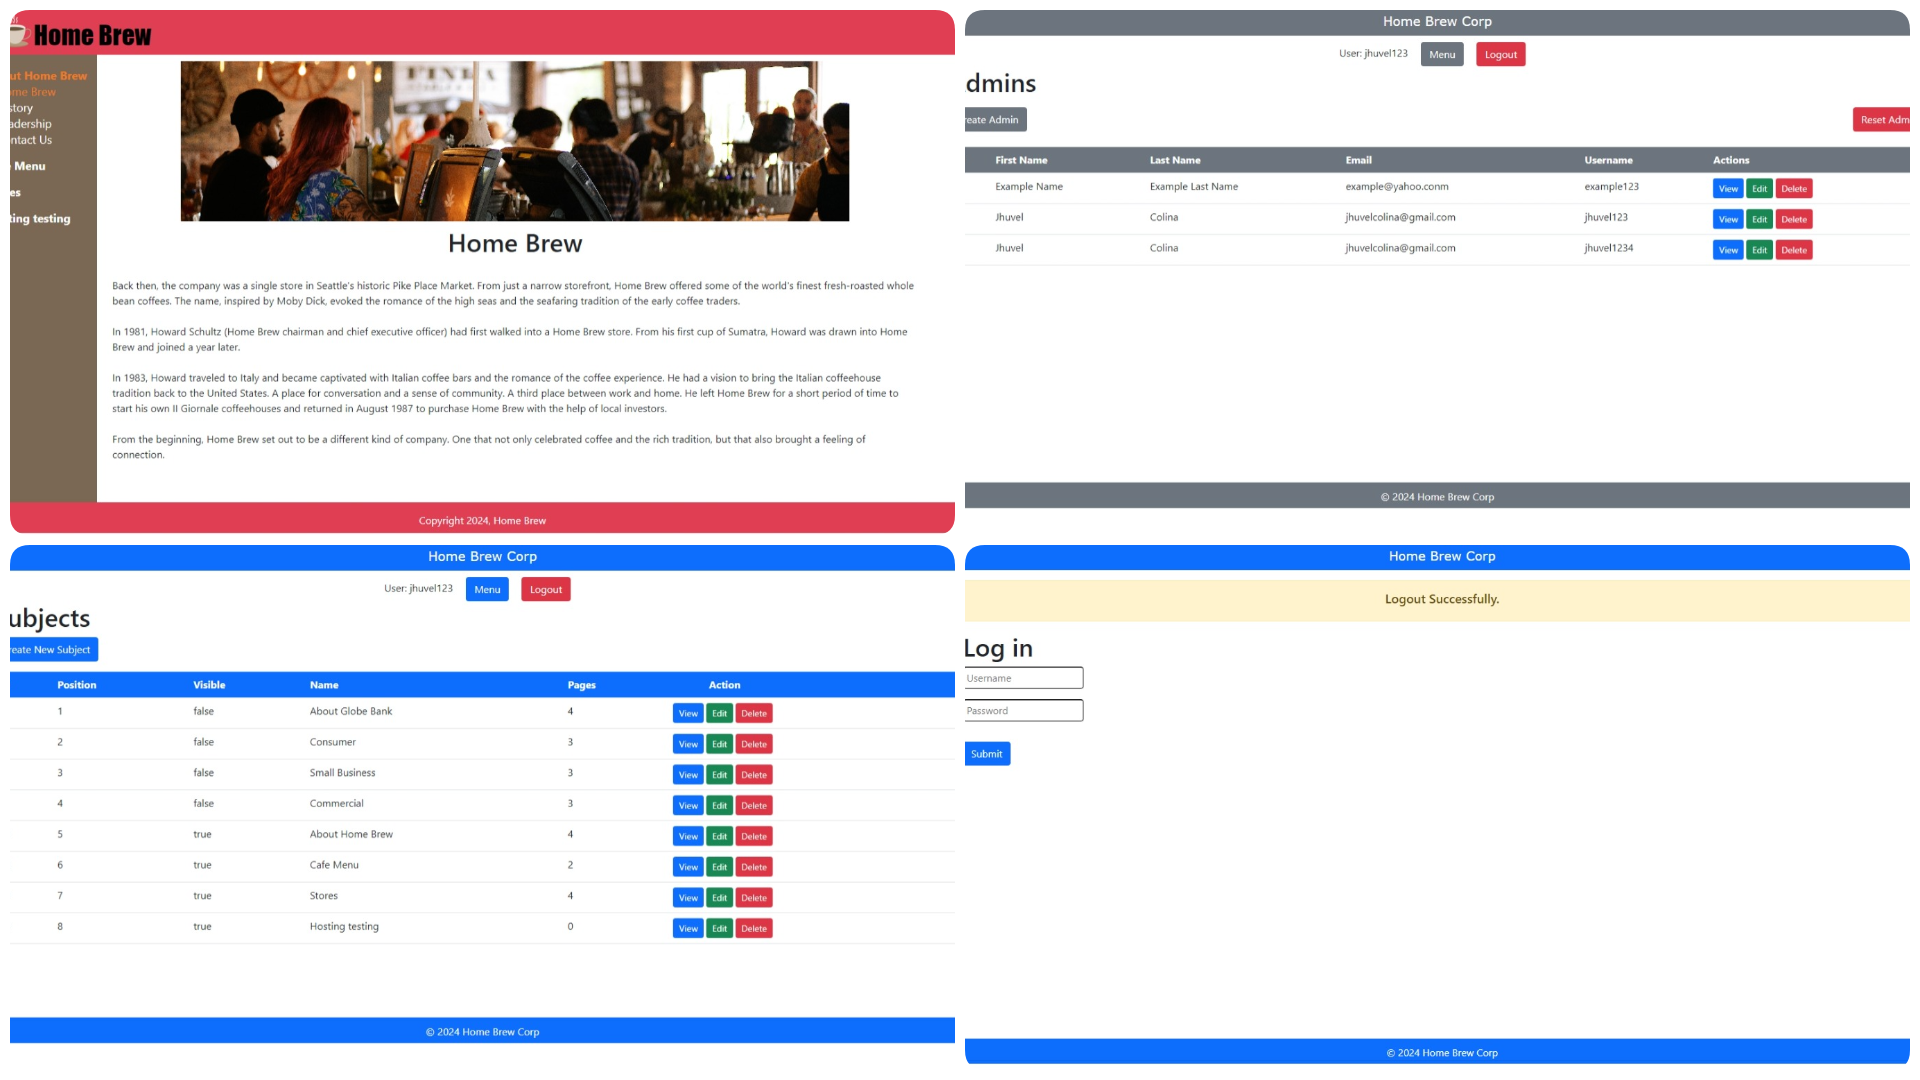 Home Brew
ut Home Brew
ome Brew
story
adership
ntact Us
Menu
es
ting testing
Home Brew
Back then, the company was a single store in Seattle's historic Pike Place Market. From just a narrow storefront, Home Brew offered some of the world's finest fresh-roasted whole
bean coffees. The name, inspired by Moby Dick, evoked the romance of the high seas and the seafaring tradition of the early coffee traders.
In 1981, Howard Schultz (Home Brew chairman and chief executive officer) had first walked into a Home Brew store. From his first cup of Sumatra, Howard was drawn into Home
Brew and joined a year later.
In 1983, Howard traveled to Italy and became captivated with Italian coffee bars and the romance of the coffee experience. He had a vision to bring the Italian coffeehouse
tradition back to the United States. A place for conversation and a sense of community. A third place between work and home. He left Home Brew for a short period of time to
start his own II Giornale coffeehouses and returned in August 1987 to purchase Home Brew with the help of local investors.
From the beginning, Home Brew set out to be a different kind of company. One that not only celebrated coffee and the rich tradition, but that also brought a feeling of
connection.
Copyright 2024, Home Brew
Home Brew Corp
User: jhuvel123 Menu Logout
dmins
reate Admin Reset Adm
First Name Last Name Email Username Actions
Example Name Example Last Name example@yahoo.conm example123 View Edit Delete
Jhuvel Colina jhuvelcolina@gmail.com jhuvel123 View Edit Delete
Jhuvel Colina jhuvelcolina@gmail.com jhuvel1234 View Edit Delete
© 2024 Home Brew Corp
Home Brew Corp
User: jhuvel123 Menu Logout
ubjects
reate New Subject
Position Visible Name Pages Action
1 false About Globe Bank 4 View Edit Delete
2 false Consumer 3 View Edit Delete
3 false Small Business 3 View Edit Delete
4 false Commercial 3 View Edit Delete
5 true About Home Brew 4 View Edit Delete
6 true Cafe Menu 2 View Edit Delete
7 true Stores 4 View Edit Delete
8 true Hosting testing 0 View Edit Delete
© 2024 Home Brew Corp
Home Brew Corp
Logout Successfully.
Log in
Username
Password
Submit
© 2024 Home Brew Corp